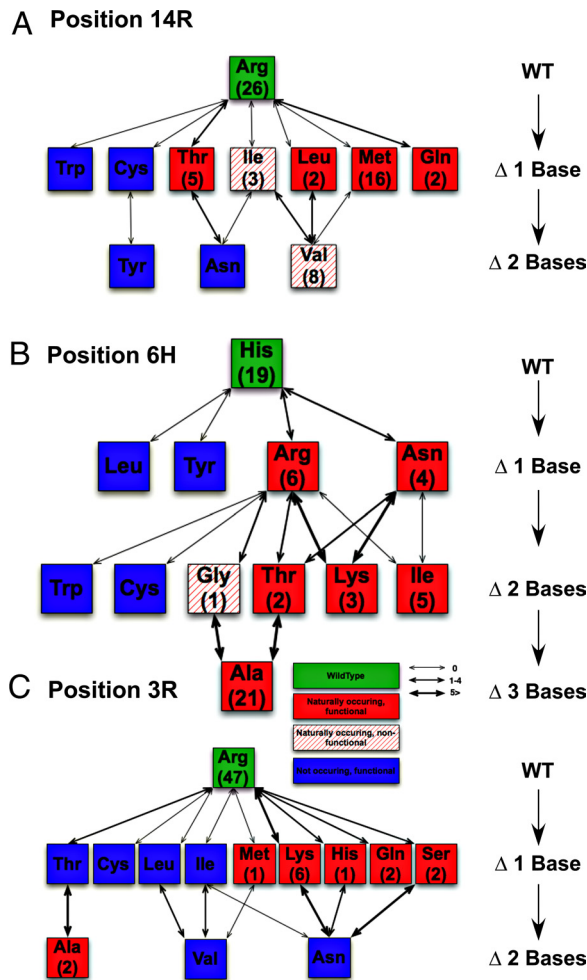 A Position 14R
Arg
(26)
WT
Trp Cys Thr
(5) Ile
(3) Leu
(2) Met
(16) Gln
(2)
Δ 1 Base
Tyr Asn Val
(8)
Δ 2 Bases
B Position 6H
His
(19)
WT
Leu Tyr Arg
(6) Asn
(4)
Δ 1 Base
Trp Cys Gly
(1) Thr
(2) Lys
(3) Ile
(5)
Δ 2 Bases
Ala
(21)
Δ 3 Bases
WildType
Naturally occuring,
functional
Naturally occuring, non-
functional
Not occuring, functional
0
1-4
5>
C Position 3R
Arg
(47)
WT
Thr Cys Leu Ile Met
(1) Lys
(6) His
(1) Gln
(2) Ser
(2)
Δ 1 Base
Ala
(2) Val Asn
Δ 2 Bases